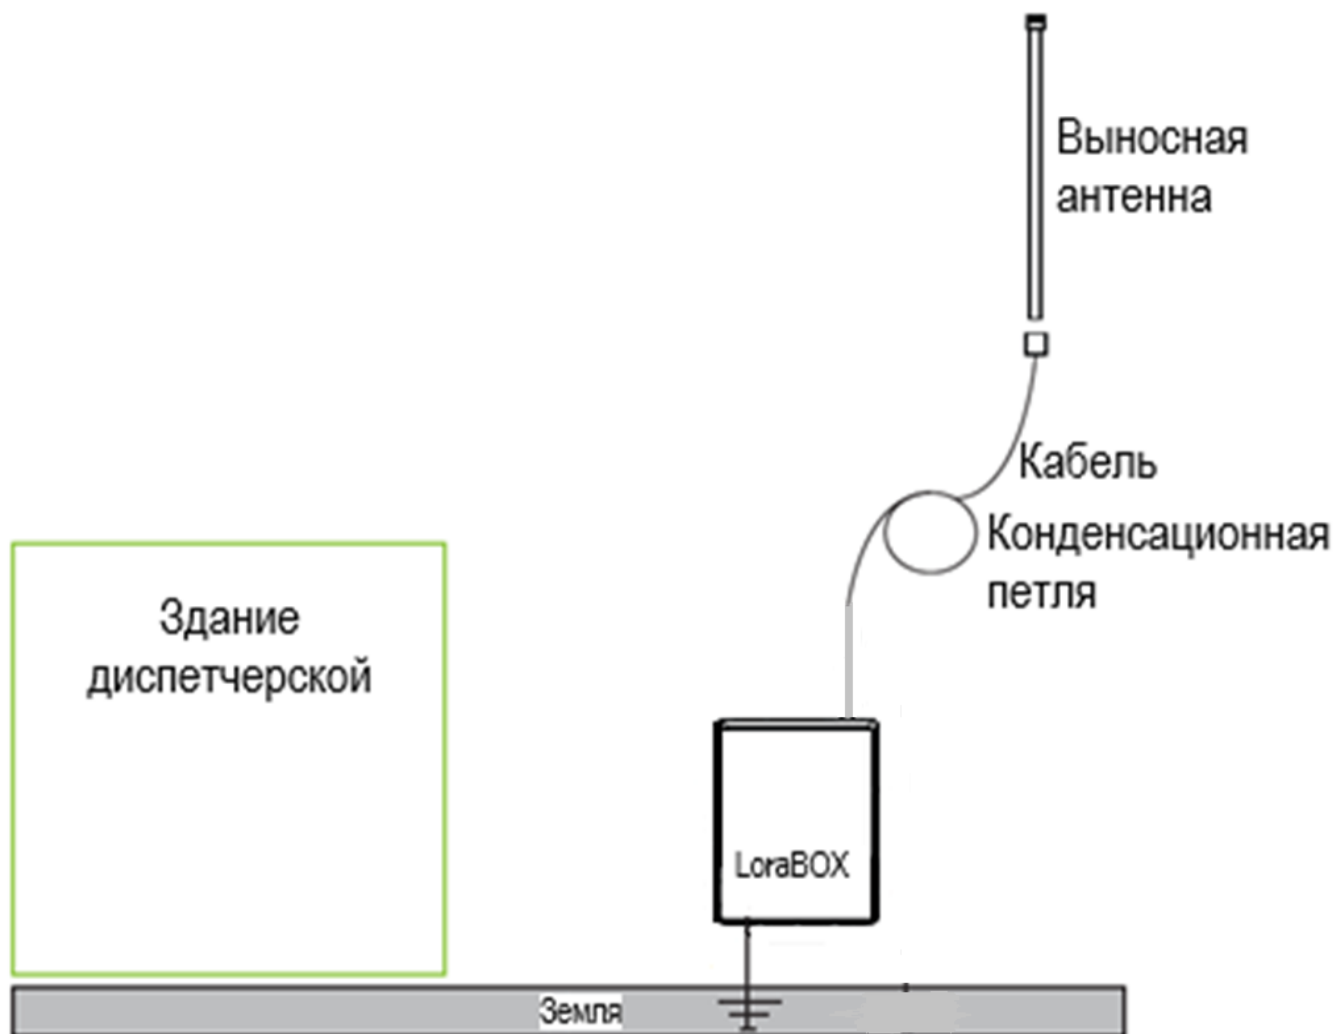 Выносная
антенна
Кабель
Конденсационная
петля
Здание
диспетчерской
LoraBOX
Земля